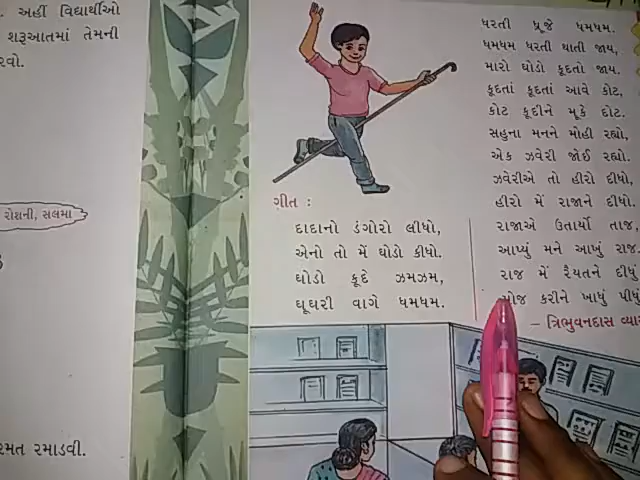 . અહીં વિદ્યાર્થીઓ
શરૂઆતમાં તેમની
રવો.
રોશની, સલમા
રમત રમાડવી.
ગીત :
દાદાનો ડંગોરો લીધો,
એનો તો મેં ઘોડો કીધો.
ઘોડો કૂદે ઝમઝમ,
ઘૂઘરી વાગે ધમધમ.
ધરતી ધ્રૂજે ધમધમ.
ધમધમ ધરતી થાતી જાય,
મારો ઘોડો કૂદતો જાય.
કૂદતાં કૂદતાં આવે કોટ,
કોટ કૂદીને મૂકે દોટ.
સહુના મનને મોહી રહ્યો,
એક ઝવેરી જોઈ રહ્યો.
ઝવેરીએ તો હીરો દીધો,
હીરો મેં રાજાને દીધો.
રાજાએ ઉતાર્યો તાજ,
આપ્યું મને આખું રાજ.
રાજ મેં રૈયતને દીધું
મોજ કરીને ખાધું પીધું
– ત્રિભુવનદાસ વ્યા